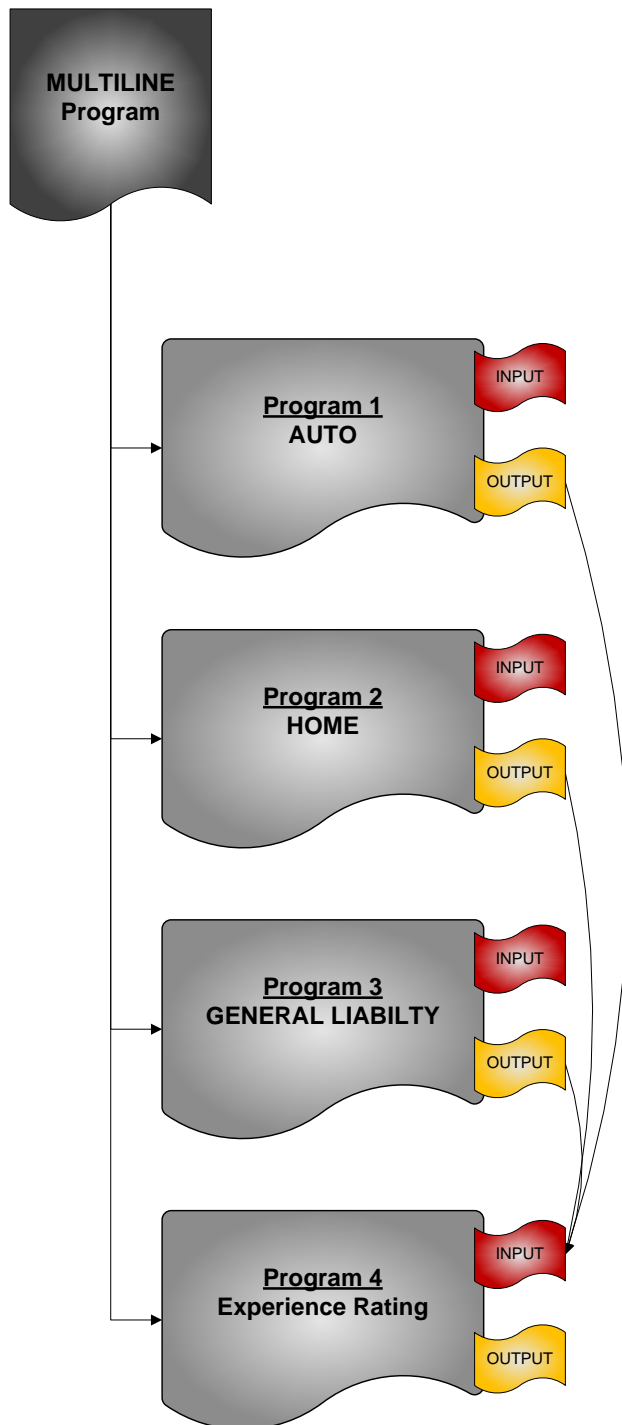 MULTILINE
Program
Program 1
AUTO
INPUT
OUTPUT
Program 2
HOME
INPUT
OUTPUT
Program 3
GENERAL LIABILTY
INPUT
OUTPUT
Program 4
Experience Rating
INPUT
OUTPUT